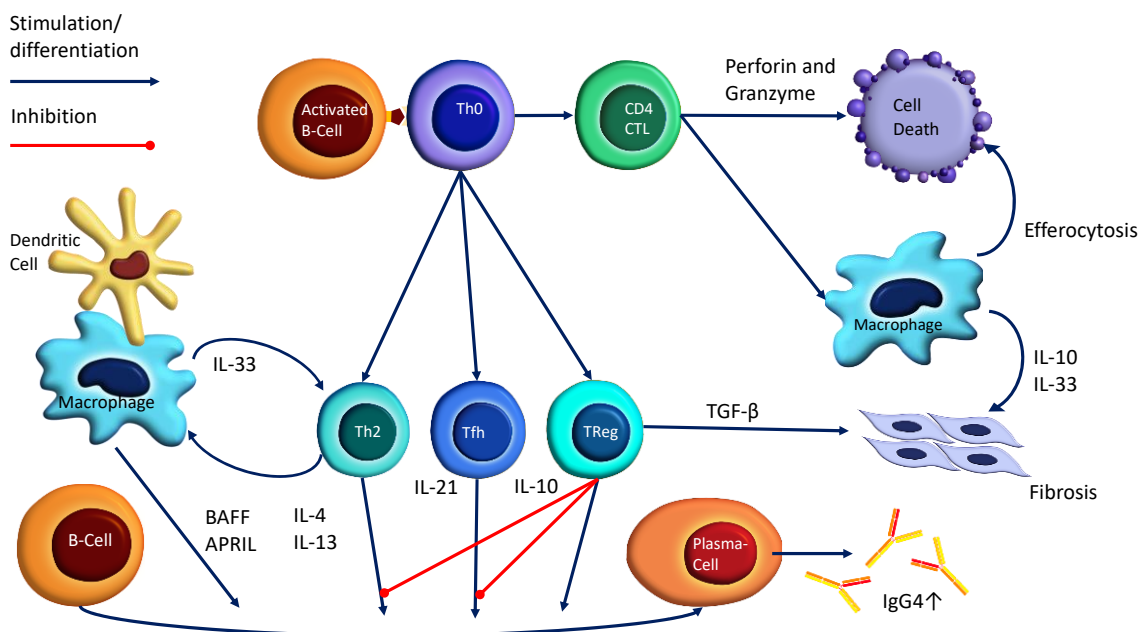 Stimulation/
differentiation
Inhibition
Activated
B-Cell
Th0
CD4
CTL
Perforin and
Granzyme
Cell
Death
Dendritic
Cell
Efferocytosis
Macrophage
Macrophage
IL-33
IL-10
IL-33
Th2
Tfh
TReg
TGF-β
IL-21
IL-10
Fibrosis
B-Cell
BAFF
APRIL
IL-4
IL-13
Plasma-
Cell
IgG4↑